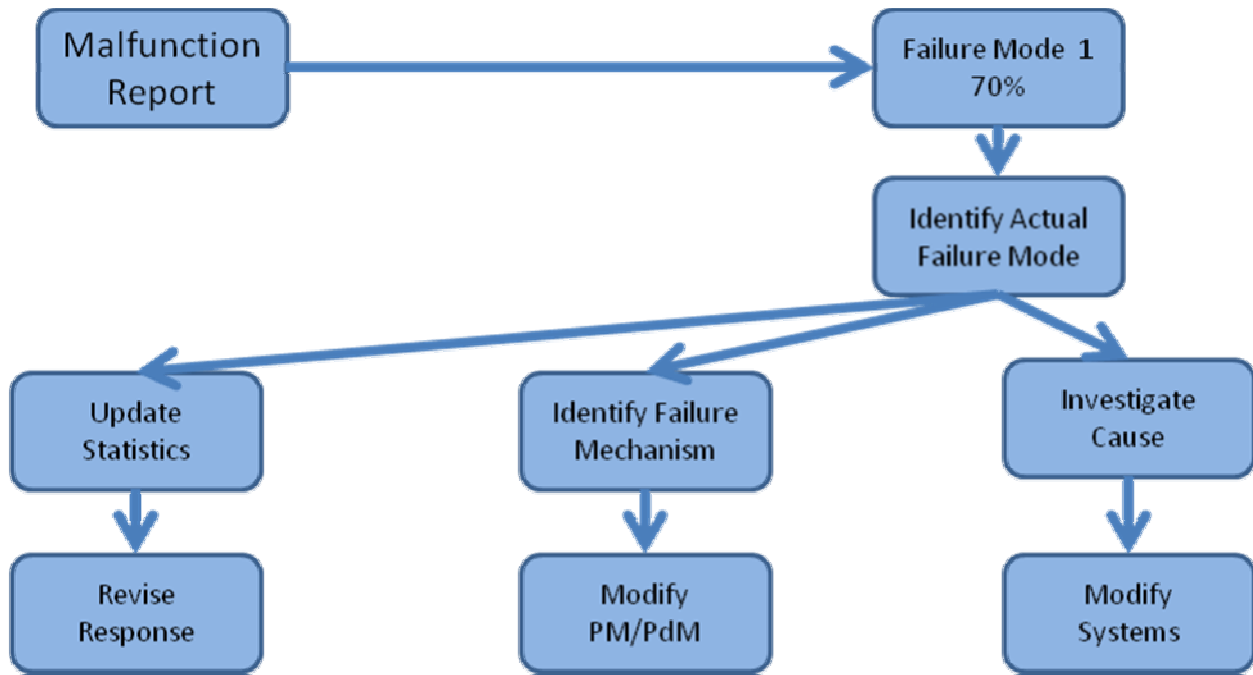 Malfunction
Report
Failure Mode 1
70%
Identify Actual
Failure Mode
Update
Statistics
Identify Failure
Mechanism
Investigate
Cause
Revise
Response
Modify
PM/PdM
Modify
Systems